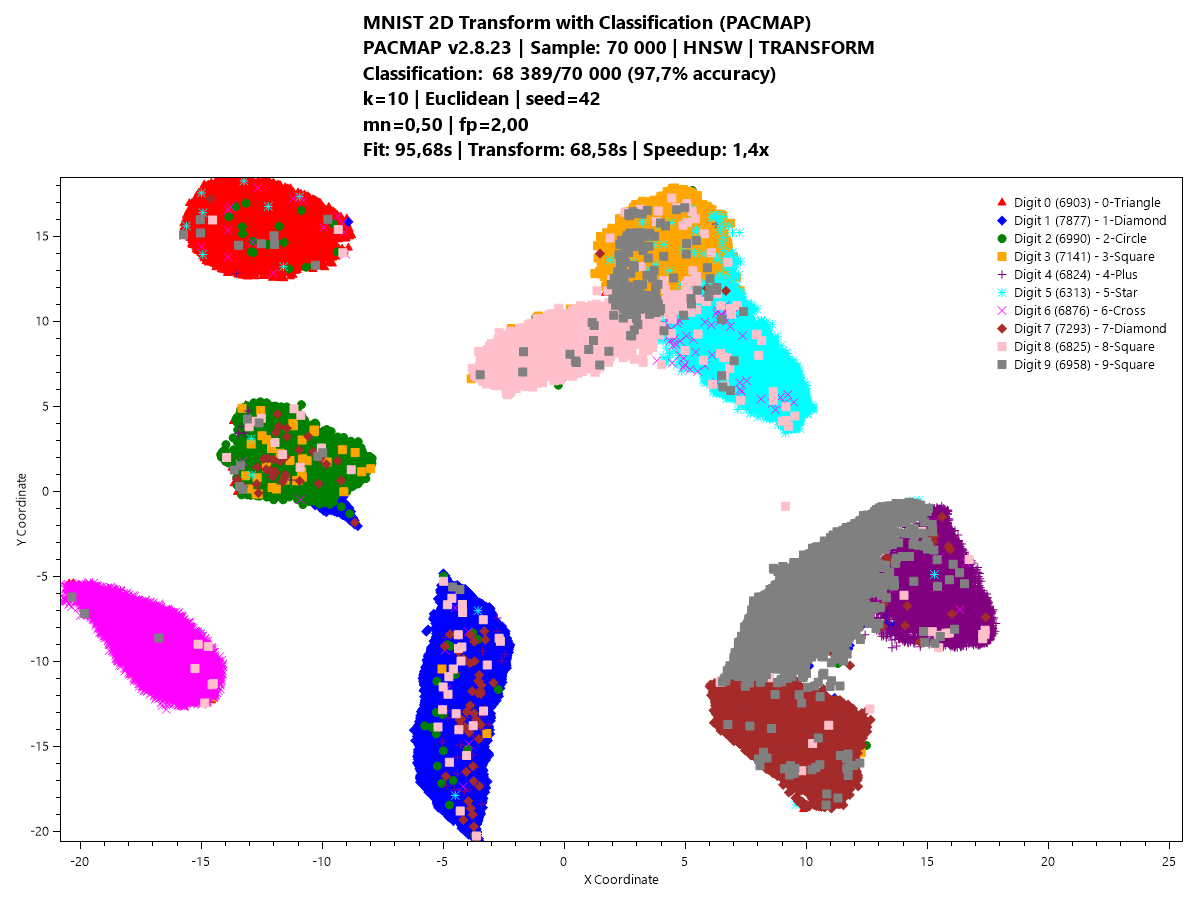 MNIST 2D Transform with Classification (PACMAP)
PACMAP v2.8.23 | Sample: 70 000 | HNSW | TRANSFORM
Classification:  68 389/70 000 (97,7% accuracy)
k=10 | Euclidean | seed=42
mn=0,50 | fp=2,00
Fit: 95,68s | Transform: 68,58s | Speedup: 1,4x
Digit 0 (6903) - 0-Triangle
Digit 1 (7877) - 1-Diamond
Digit 2 (6990) - 2-Circle
Digit 3 (7141) - 3-Square
Digit 4 (6824) - 4-Plus
Digit 5 (6313) - 5-Star
Digit 6 (6876) - 6-Cross
Digit 7 (7293) - 7-Diamond
Digit 8 (6825) - 8-Square
Digit 9 (6958) - 9-Square
Y Coordinate
15
10
5
0
-5
-10
-15
-20
-20 -15 -10 -5 0 5 10 15 20 25
X Coordinate